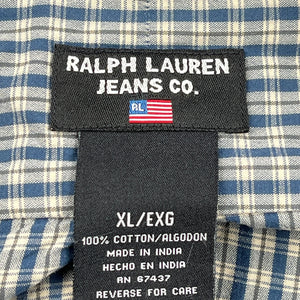 RALPH LAUREN
JEANS CO.
RL
XL/EXG
100% COTTON/ALGODON
MADE IN INDIA
HECHO EN INDIA
RN 67437
REVERSE FOR CARE